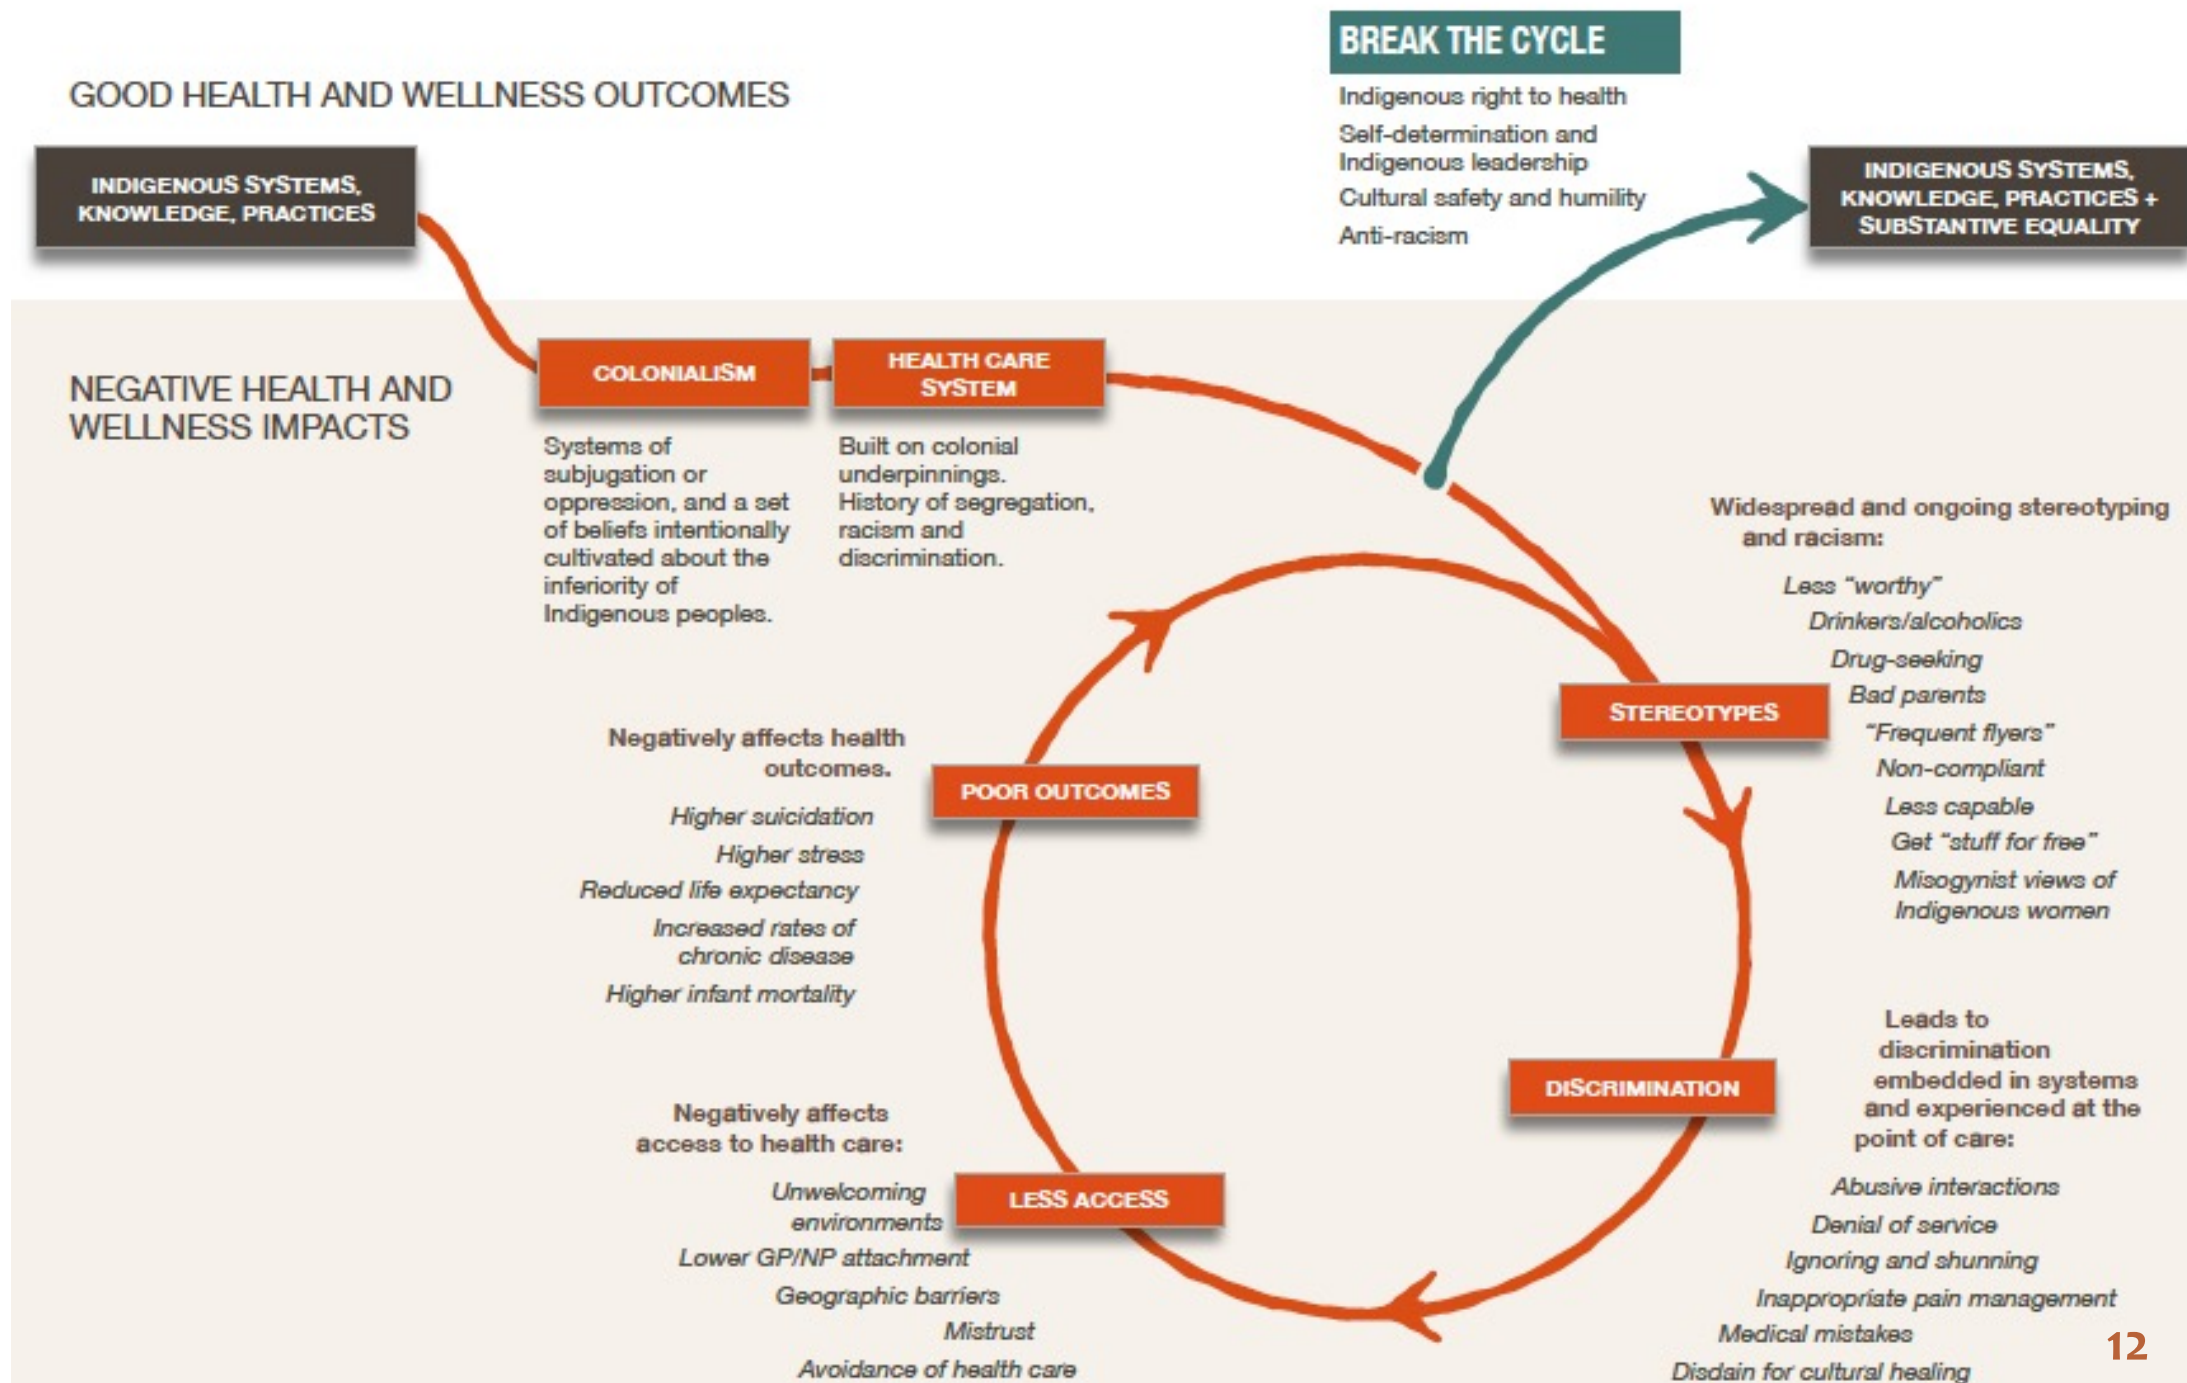 BREAK THE CYCLE
Indigenous right to health
Self-determination and
Indigenous leadership
Cultural safety and humility
Anti-racism
GOOD HEALTH AND WELLNESS OUTCOMES
INDIGENOUS SYSTEMS,
KNOWLEDGE, PRACTICES
INDIGENOUS SYSTEMS,
KNOWLEDGE, PRACTICES +
SUBSTANTIVE EQUALITY
NEGATIVE HEALTH AND
WELLNESS IMPACTS
COLONIALISM
Systems of
subjugation or
oppression, and a set
of beliefs intentionally
cultivated about the
inferiority of
Indigenous peoples.
HEALTH CARE
SYSTEM
Built on colonial
underpinnings.
History of segregation,
racism and
discrimination.
STEREOTYPES
Widespread and ongoing stereotyping
and racism:
Less “worthy”
Drinkers/alcoholics
Drug-seeking
Bad parents
“Frequent flyers”
Non-compliant
Less capable
Get “stuff for free”
Misogynist views of
Indigenous women
DISCRIMINATION
Leads to
discrimination
embedded in systems
and experienced at the
point of care:
Abusive interactions
Denial of service
Ignoring and shunning
Inappropriate pain management
Medical mistakes
Disdain for cultural healing
LESS ACCESS
Negatively affects
access to health care:
Unwelcoming
environments
Lower GP/NP attachment
Geographic barriers
Mistrust
Avoidance of health care
POOR OUTCOMES
Negatively affects health
outcomes.
Higher suicidation
Higher stress
Reduced life expectancy
Increased rates of
chronic disease
Higher infant mortality
12